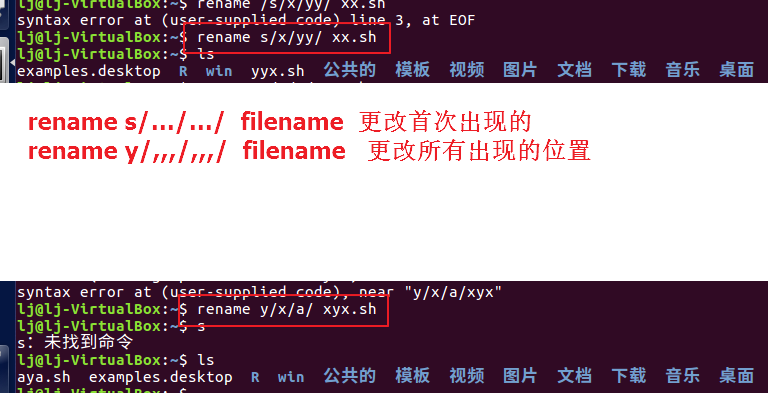 lj@lj-VirtualBox:~$ rename /s/x/yy/ xx.sh
syntax error at (user-supplied code) line 3, at EOF
lj@lj-VirtualBox:~$ rename s/x/yy/ xx.sh
lj@lj-VirtualBox:~$ ls
examples.desktop R win yyx.sh 公共的 模板 视频 图片 文档 下载 音乐 桌面
rename s/.../.../ filename 更改首次出现的
rename y/,,,/,,,/ filename 更改所有出现的位置
syntax error at (user-supplied code), near "y/x/a/xyx"
lj@lj-VirtualBox:~$ rename y/x/a/ xyx.sh
lj@lj-VirtualBox:~$ s
s：未找到命令
lj@lj-VirtualBox:~$ ls
aya.sh examples.desktop R win 公共的 模板 视频 图片 文档 下载 音乐 桌面